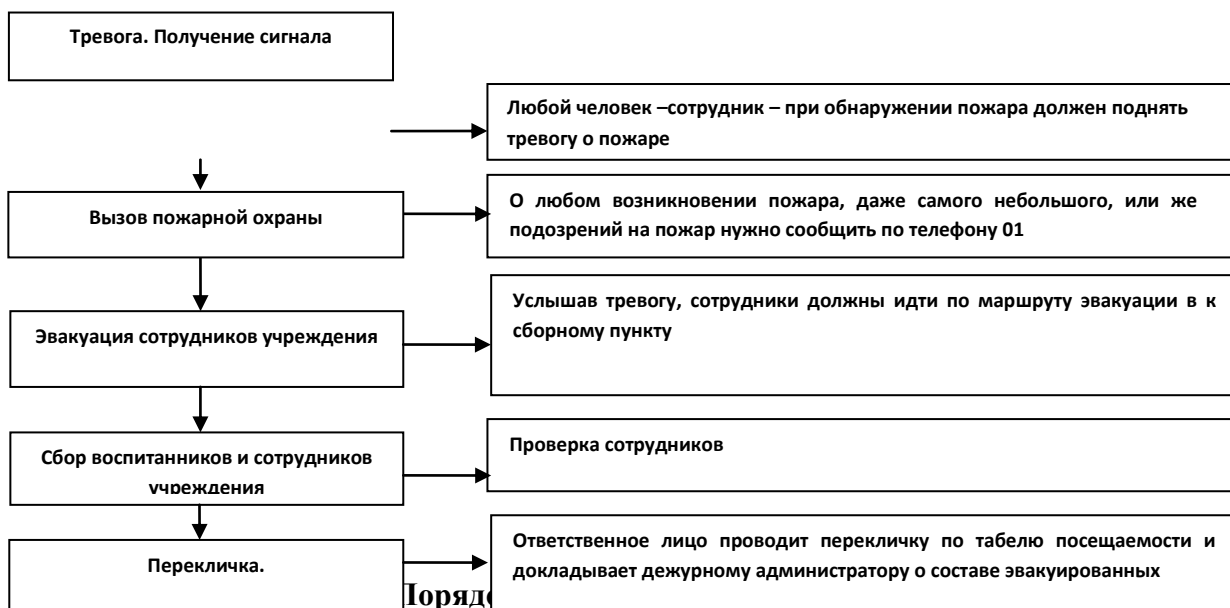 Тревога. Получение сигнала
Любой человек –сотрудник – при обнаружении пожара должен поднять
тревогу о пожаре
Вызов пожарной охраны
О любом возникновении пожара, даже самого небольшого, или же
подозрений на пожар нужно сообщить по телефону 01
Эвакуация сотрудников учреждения
Услышав тревогу, сотрудники должны идти по маршруту эвакуации в к
сборному пункту
Сбор воспитанников и сотрудников
учреждения
Проверка сотрудников
Перекличка.
Ответственное лицо проводит перекличку по табелю посещаемости и
докладывает дежурному администратору о составе эвакуированных